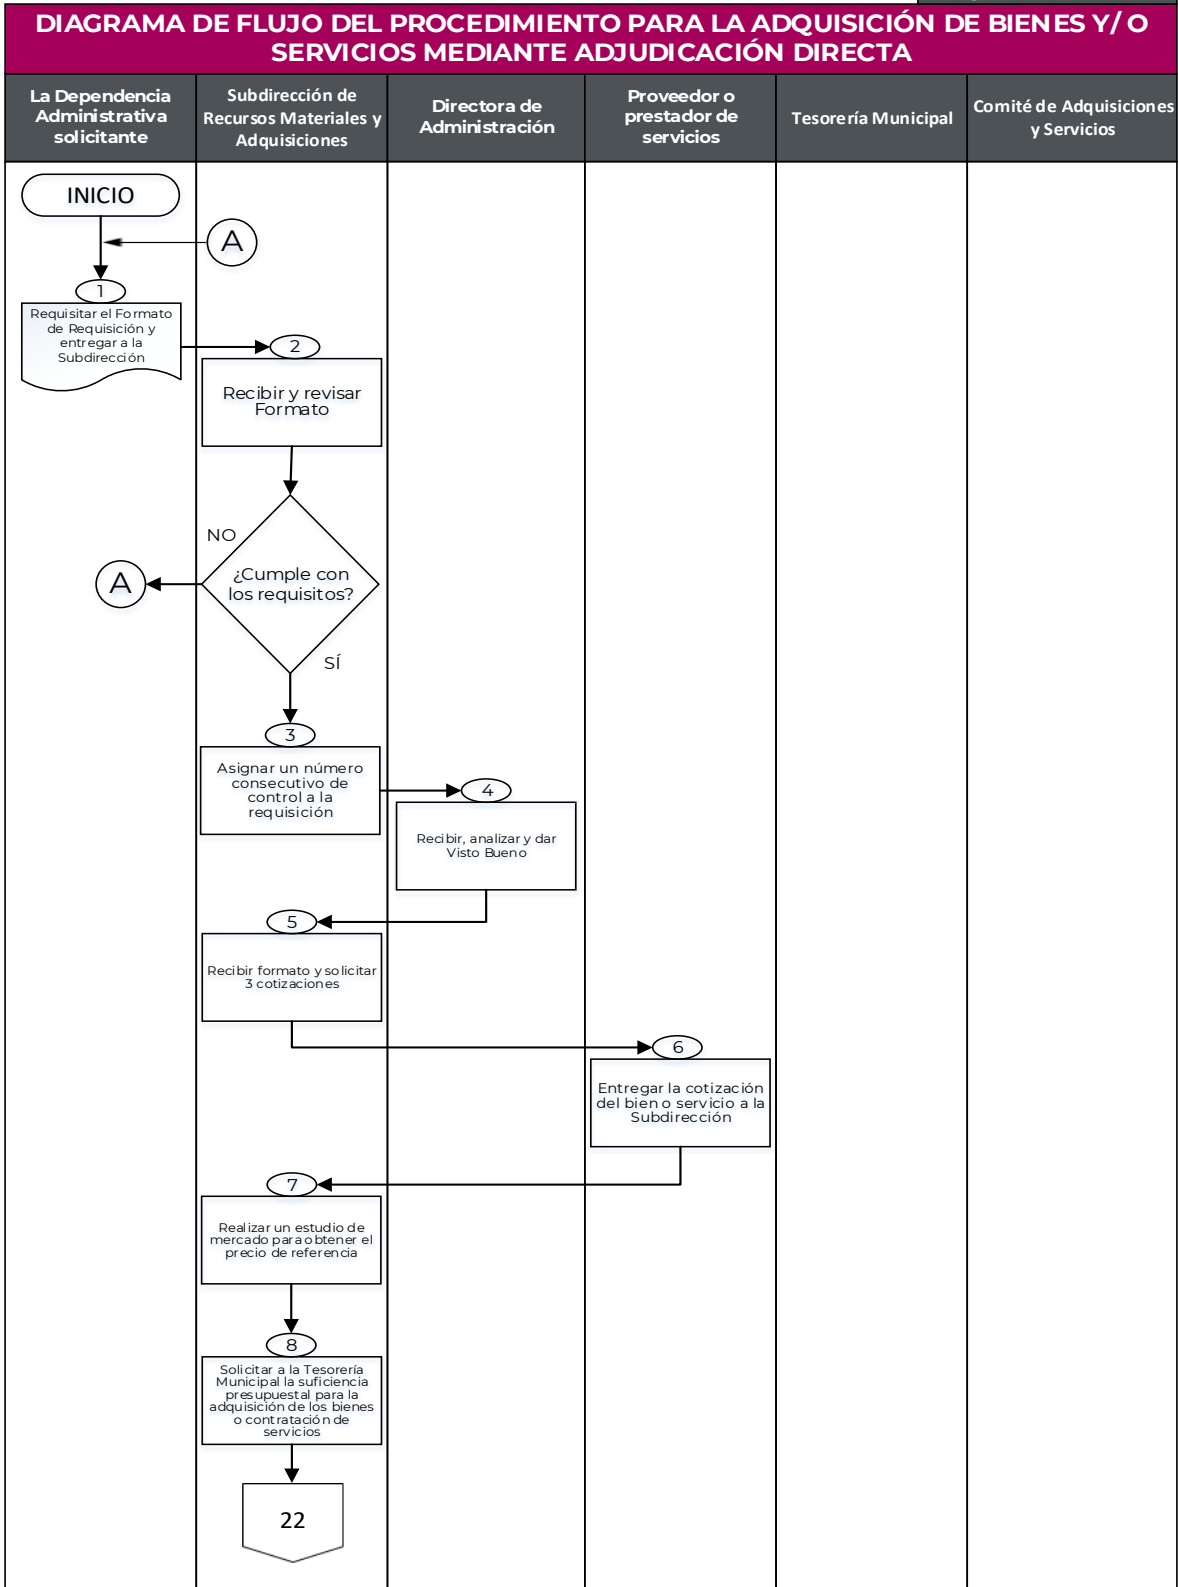 DIAGRAMA DE FLUJO DEL PROCEDIMIENTO PARA LA ADQUISICIÓN DE BIENES Y/ O
SERVICIOS MEDIANTE ADJUDICACIÓN DIRECTA
La Dependencia
Administrativa
solicitante
Subdirección de
Recursos Materiales y
Adquisiciones
Directora de
Administración
Proveedor o
prestador de
servicios
Tesorería Municipal
Comité de Adquisiciones
y Servicios
INICIO
A
1
Requisitar el Formato
de Requisición y
entregar a la
Subdirección
2
Recibir y revisar
Formato
NO
¿Cumple con
los requisitos?
A
SÍ
3
Asignar un número
consecutivo de
control a la
requisición
4
Recibir, analizar y dar
Visto Bueno
5
Recibir formato y solicitar
3 cotizaciones
6
Entregar la cotización
del bien o servicio a la
Subdirección
7
Realizar un estudio de
mercado para obtener el
precio de referencia
8
Solicitar a la Tesorería
Municipal la suficiencia
presupuestal para la
adquisición de los bienes
o contratación de
servicios
22